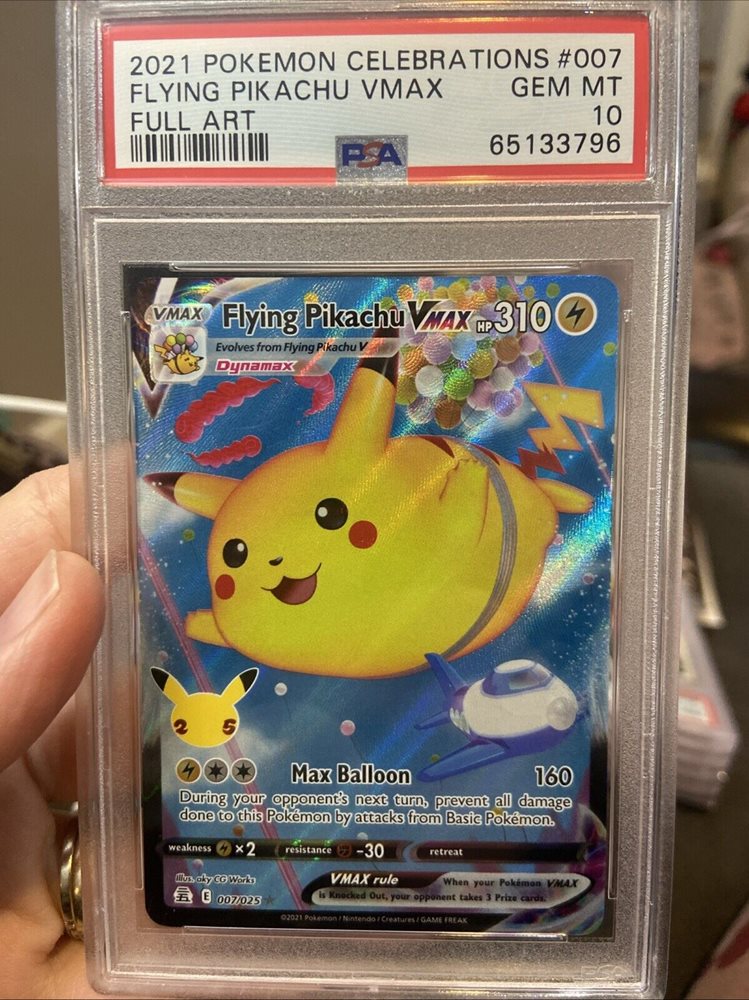 2021 POKEMON CELEBRATIONS #007
FLYING PIKACHU VMAX GEM MT
FULL ART 10
PSA 65133796
VMAX Flying Pikachu VMAX HP 310
Evolves from Flying Pikachu V
Dynamax
2 5
Max Balloon 160
During your opponent's next turn, prevent all damage
done to this Pokémon by attacks from Basic Pokémon.
weakness ×2 resistance -30 retreat
Illus. aky CG Works
VMAX rule When your Pokémon VMAX
is Knocked Out, your opponent takes 3 Prize cards.
E 007/025
©2021 Pokémon / Nintendo / Creatures / GAME FREAK